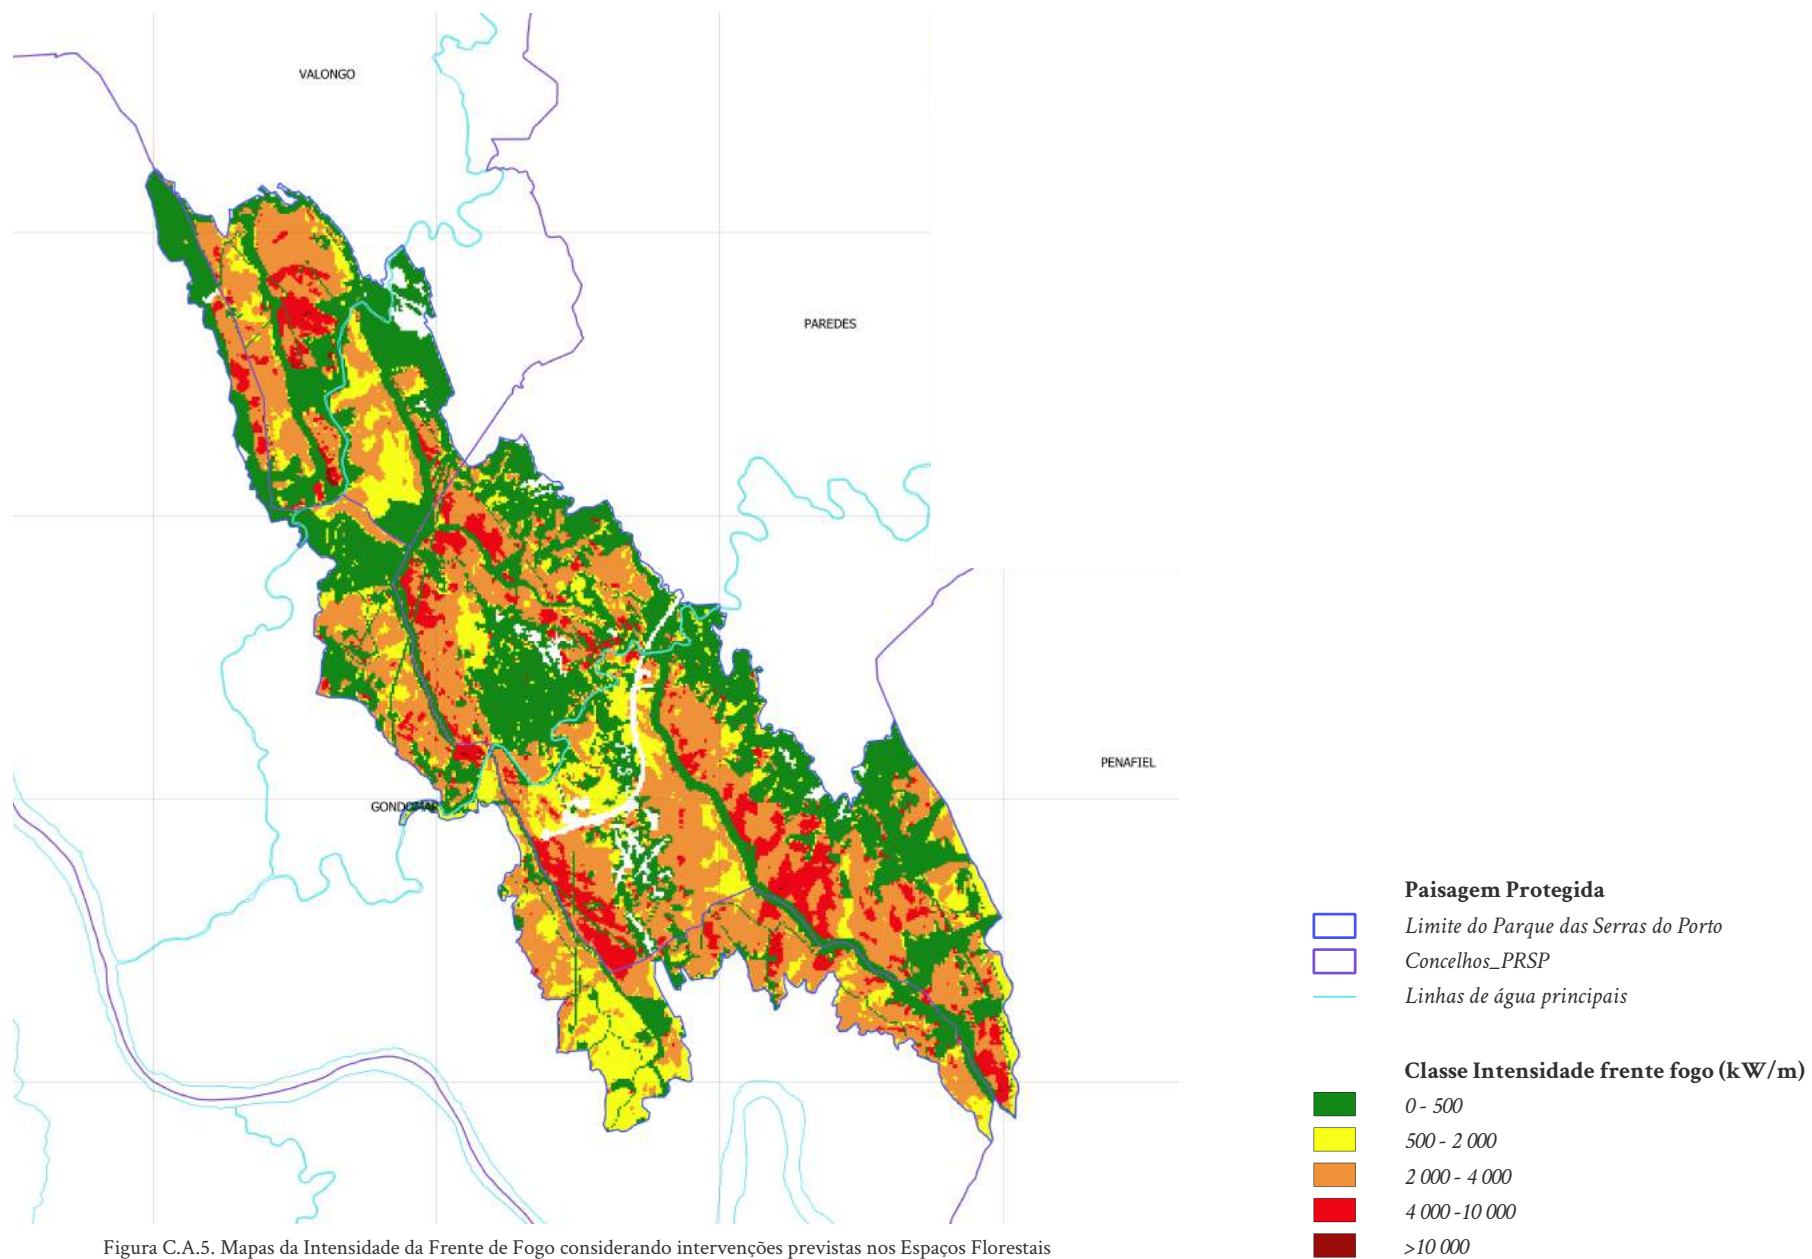 VALONGO
PAREDES
PENAFIEL
GONDOMAR
Paisagem Protegida
Limite do Parque das Serras do Porto
Concelhos_PRSP
Linhas de água principais
Classe Intensidade frente fogo (kW/m)
0 - 500
500 - 2 000
2 000 - 4 000
4 000 -10 000
>10 000
Figura C.A.5. Mapas da Intensidade da Frente de Fogo considerando intervenções previstas nos Espaços Florestais